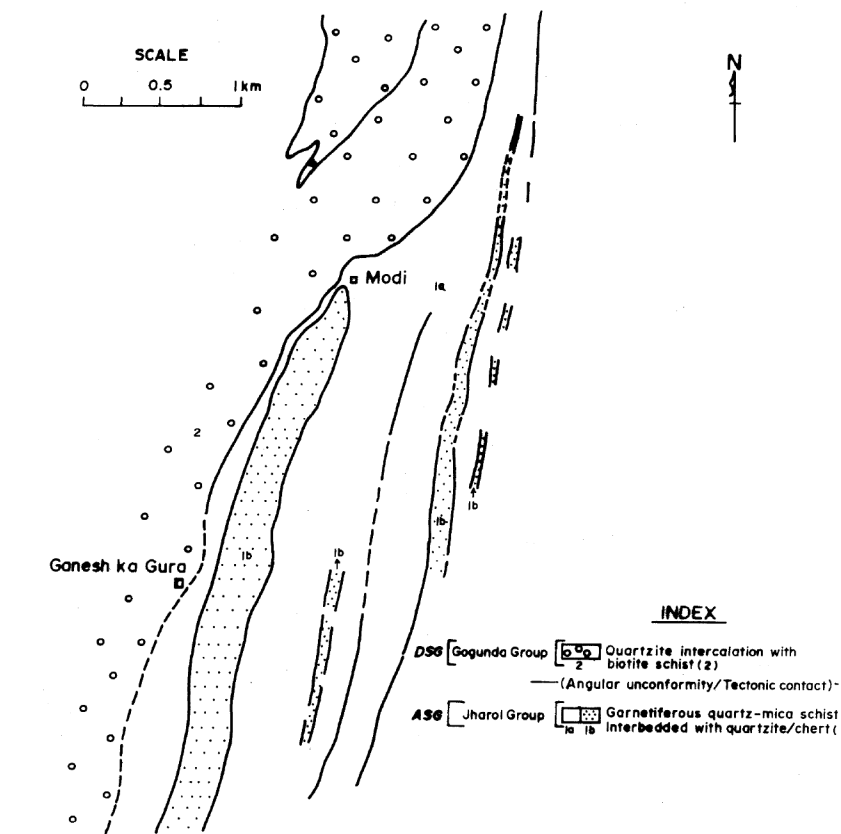 SCALE
0 0.5 1 km
N
Modi
1a
2
1b
1b
1b
1b
Ganesh ka Gura
INDEX
DSG Gogunda Group 2 Quartzite intercalation with
biotite schist (2)
(Angular unconformity/Tectonic contact)-
ASG Jharol Group 1a 1b Garnetiferous quartz-mica schist
interbedded with quartzite/chert (